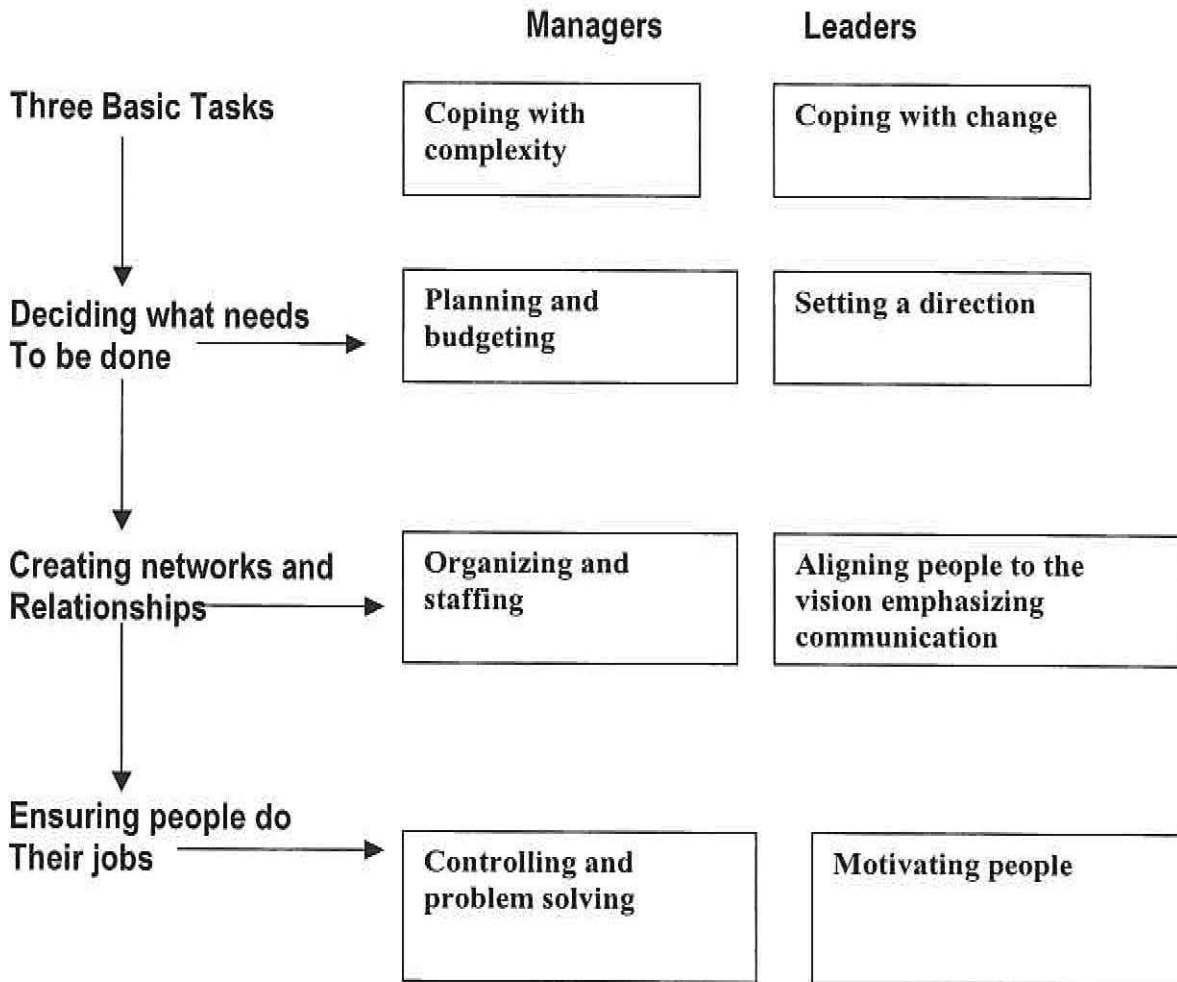 Managers
Leaders
Three Basic Tasks
Coping with
complexity
Coping with change
Deciding what needs
To be done
Planning and
budgeting
Setting a direction
Creating networks and
Relationships
Organizing and
staffing
Aligning people to the
vision emphasizing
communication
Ensuring people do
Their jobs
Controlling and
problem solving
Motivating people